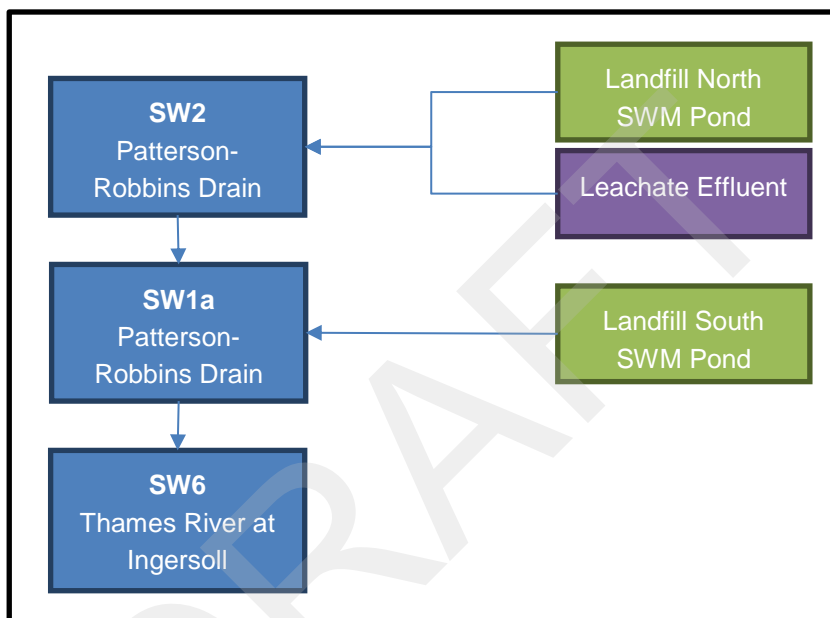 SW2
Patterson-
Robbins Drain
Landfill North
SWM Pond
Leachate Effluent
SW1a
Patterson-
Robbins Drain
Landfill South
SWM Pond
SW6
Thames River at
Ingersoll
DRAFT